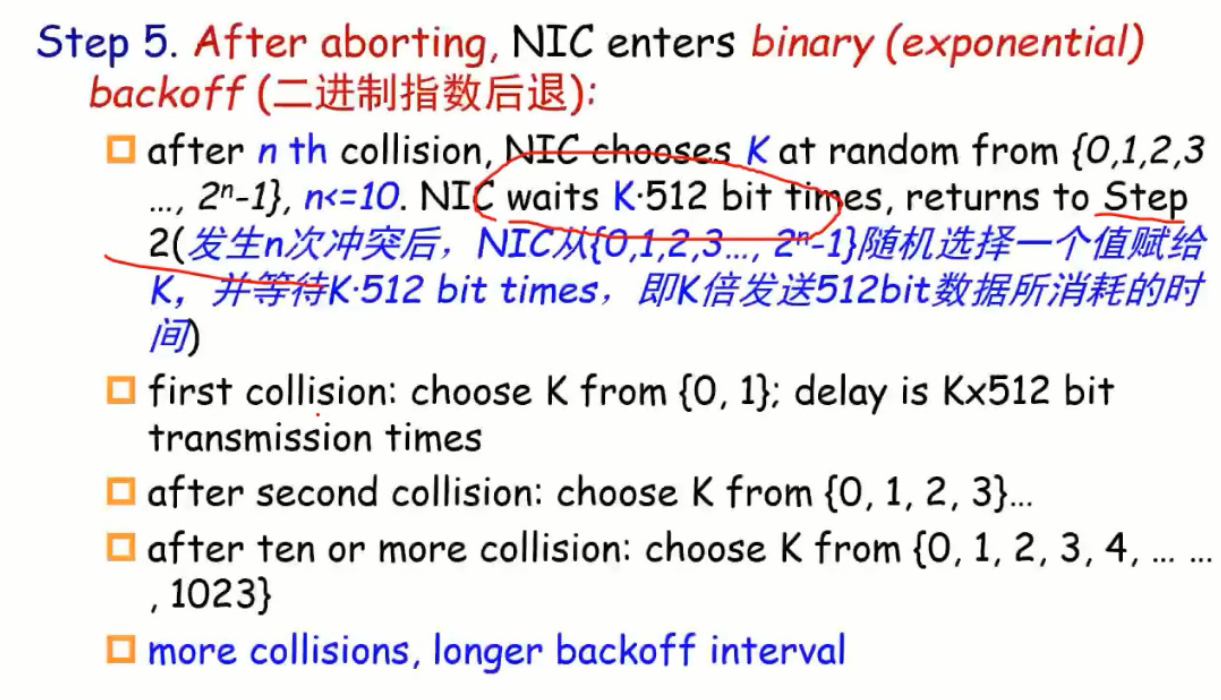 Step 5. After aborting, NIC enters binary (exponential)
backoff (二进制指数后退):
after n th collision, NIC chooses K at random from {0,1,2,3
…, 2ⁿ-1}, n<=10. NIC waits K·512 bit times, returns to Step
2(发生n次冲突后，NIC从{0,1,2,3…, 2ⁿ-1}随机选择一个值赋给
K，并等待K·512 bit times，即K倍发送512bit数据所消耗的时
间)
first collision: choose K from {0, 1}; delay is Kx512 bit
transmission times
after second collision: choose K from {0, 1, 2, 3}…
after ten or more collision: choose K from {0, 1, 2, 3, 4, … …
, 1023}
more collisions, longer backoff interval